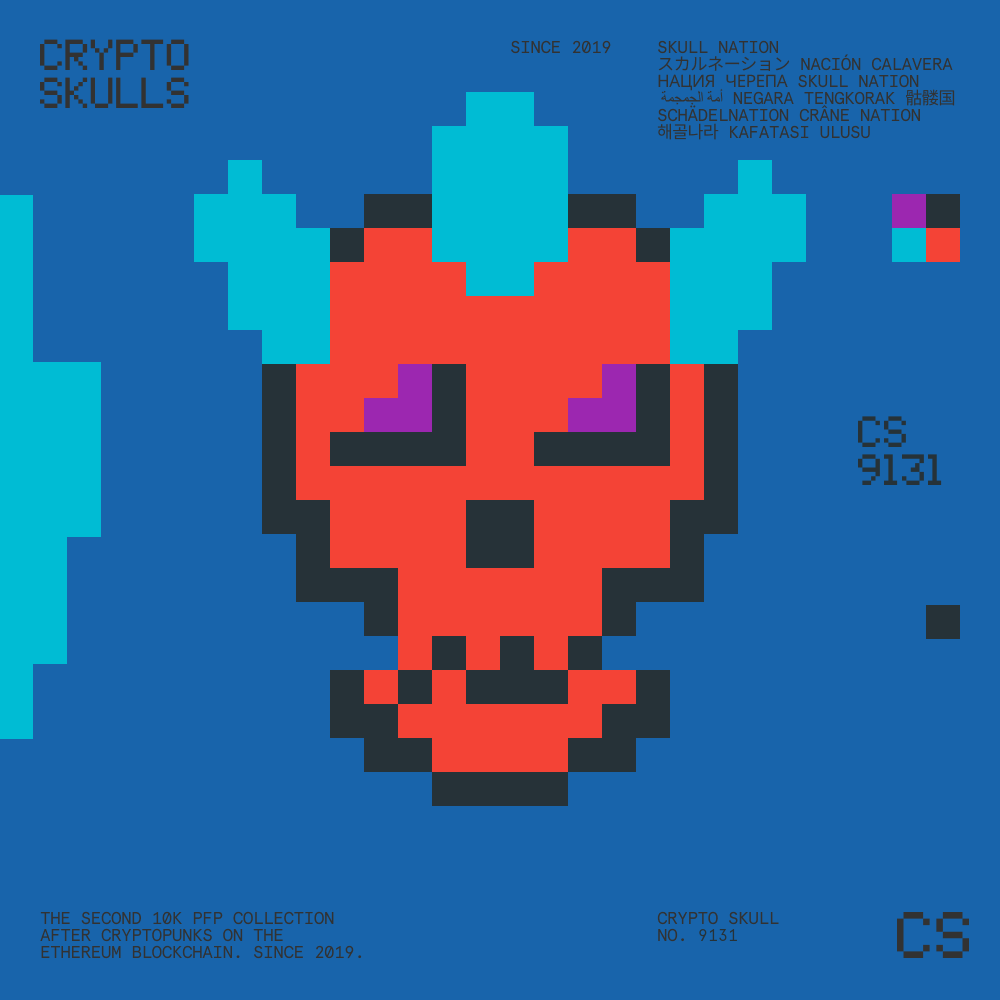 CRYPTO
SKULLS
SINCE 2019
SKULL NATION
スカルネーション NACIÓN CALAVERA
НАЦИЯ ЧЕРЕПА SKULL NATION
أمة الجمجمة NEGARA TENGKORAK 骷髅国
SCHÄDELNATION CRÂNE NATION
해골나라 KAFATASI ULUSU
CS
9131
THE SECOND 10K PFP COLLECTION
AFTER CRYPTOPUNKS ON THE
ETHEREUM BLOCKCHAIN. SINCE 2019.
CRYPTO SKULL
NO. 9131
CS